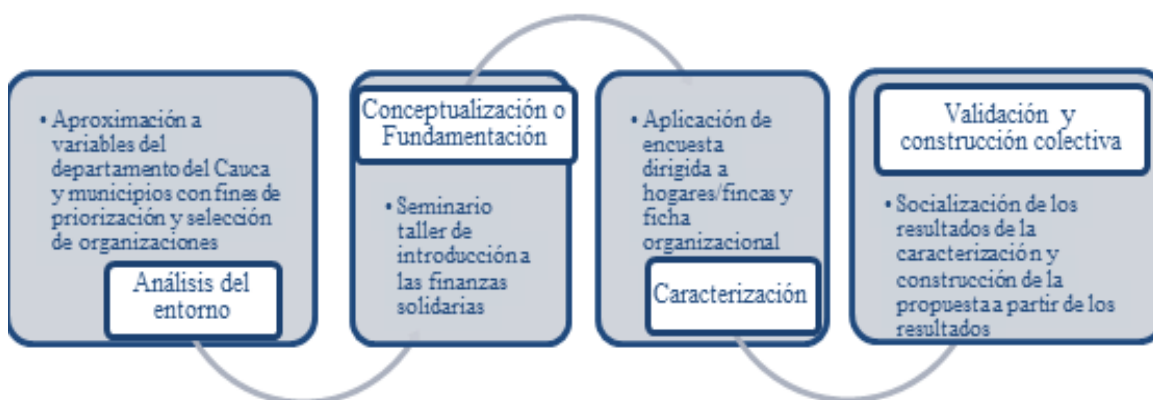 • Aproximación a
variables del
departamento del Cauca
y municipios con fines de
priorización y selección
de organizaciones
Análisis del
entorno
Conceptualización o
Fundamentación
• Seminario
taller de
introducción a
las finanzas
solidarias
• Aplicación de
encuesta
dirigida a
hogares/fincas y
ficha
organizacional
Caracterización
Validación y
construcción colectiva
• Socialización de los
resultados de la
caracterización y
construcción de la
propuesta a partir de los
resultados